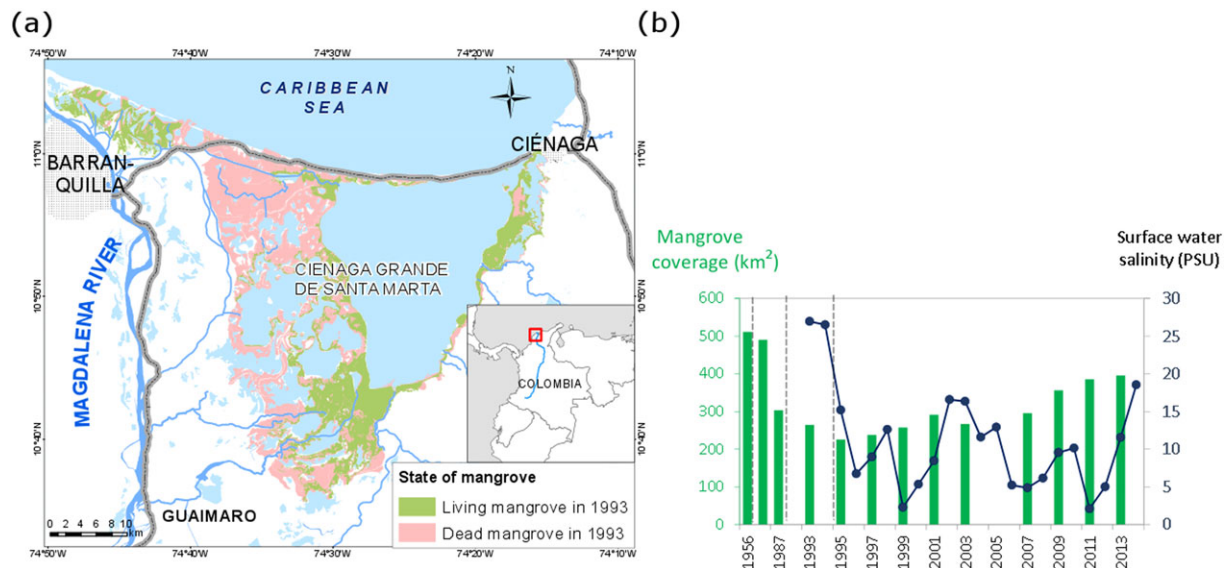 (a)
74°50'W 74°40'W 74°30'W 74°20'W 74°10'W
CARIBBEAN
SEA
N
CIÉNAGA
11°0'N
11°0'N
BARRAN-
QUILLA
MAGDALENA RIVER
CIENAGA GRANDE
DE SANTA MARTA
10°50'N
10°50'N
COLOMBIA
10°40'N
10°40'N
GUAIMARO
State of mangrove
Living mangrove in 1993
Dead mangrove in 1993
0 2 4 6 8 10
km
74°50'W 74°40'W 74°30'W 74°20'W 74°10'W
(b)
Mangrove
coverage (km²)
Surface water
salinity (PSU)
600
500
400
300
200
100
0
30
25
20
15
10
5
0
1956 1987 1993 1995 1997 1999 2001 2003 2005 2007 2009 2011 2013